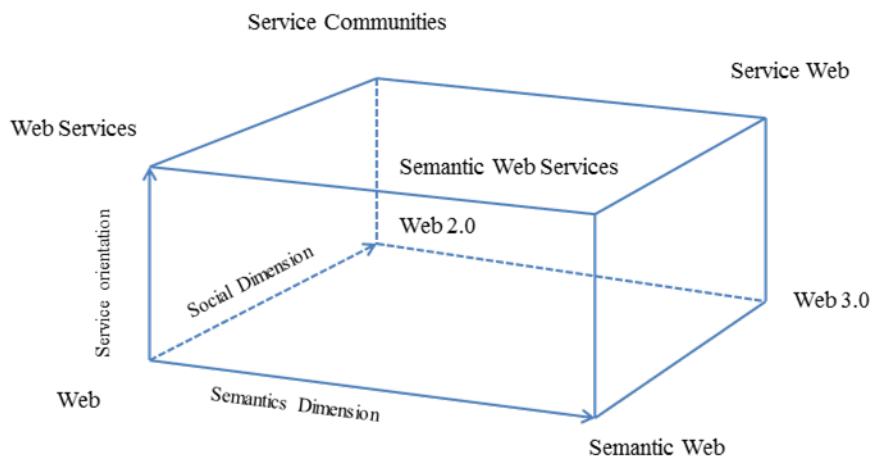 Service Communities
Service Web
Web Services
Semantic Web Services
Service orientation
Social Dimension
Web 2.0
Web 3.0
Web
Semantics Dimension
Semantic Web